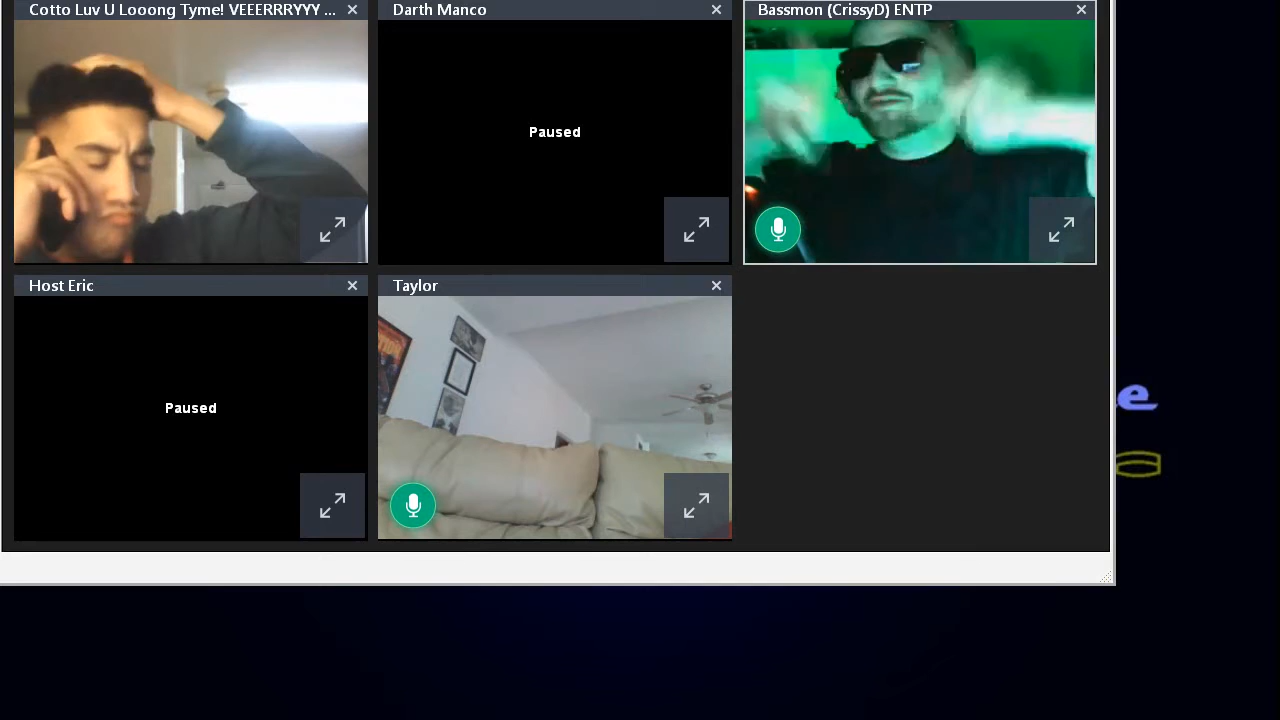 Cotto Luv U Looong Tyme! VEEERRRYYY ...
Darth Manco
Bassmon (CrissyD) ENTP
Paused
Host Eric
Taylor
Paused
e